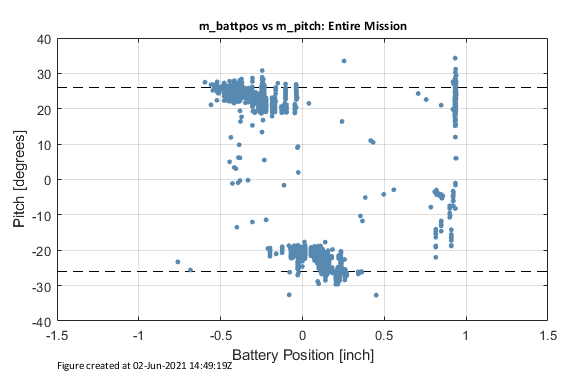 m_battpos vs m_pitch: Entire Mission
40
30
20
10
0
-10
-20
-30
-40
Pitch [degrees]
-1.5 -1 -0.5 0 0.5 1 1.5
Battery Position [inch]
Figure created at 02-Jun-2021 14:49:19Z